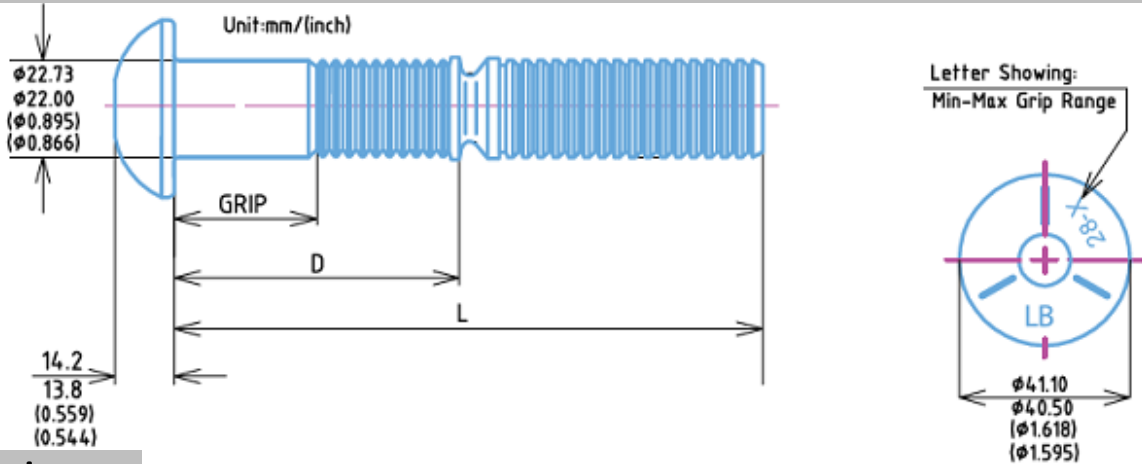 Unit:mm/(inch)
ϕ22.73
ϕ22.00
(ϕ0.895)
(ϕ0.866)
GRIP
D
L
14.2
13.8
(0.559)
(0.544)
Letter Showing:
Min-Max Grip Range
28-X
LB
ϕ41.10
ϕ40.50
(ϕ1.618)
(ϕ1.595)